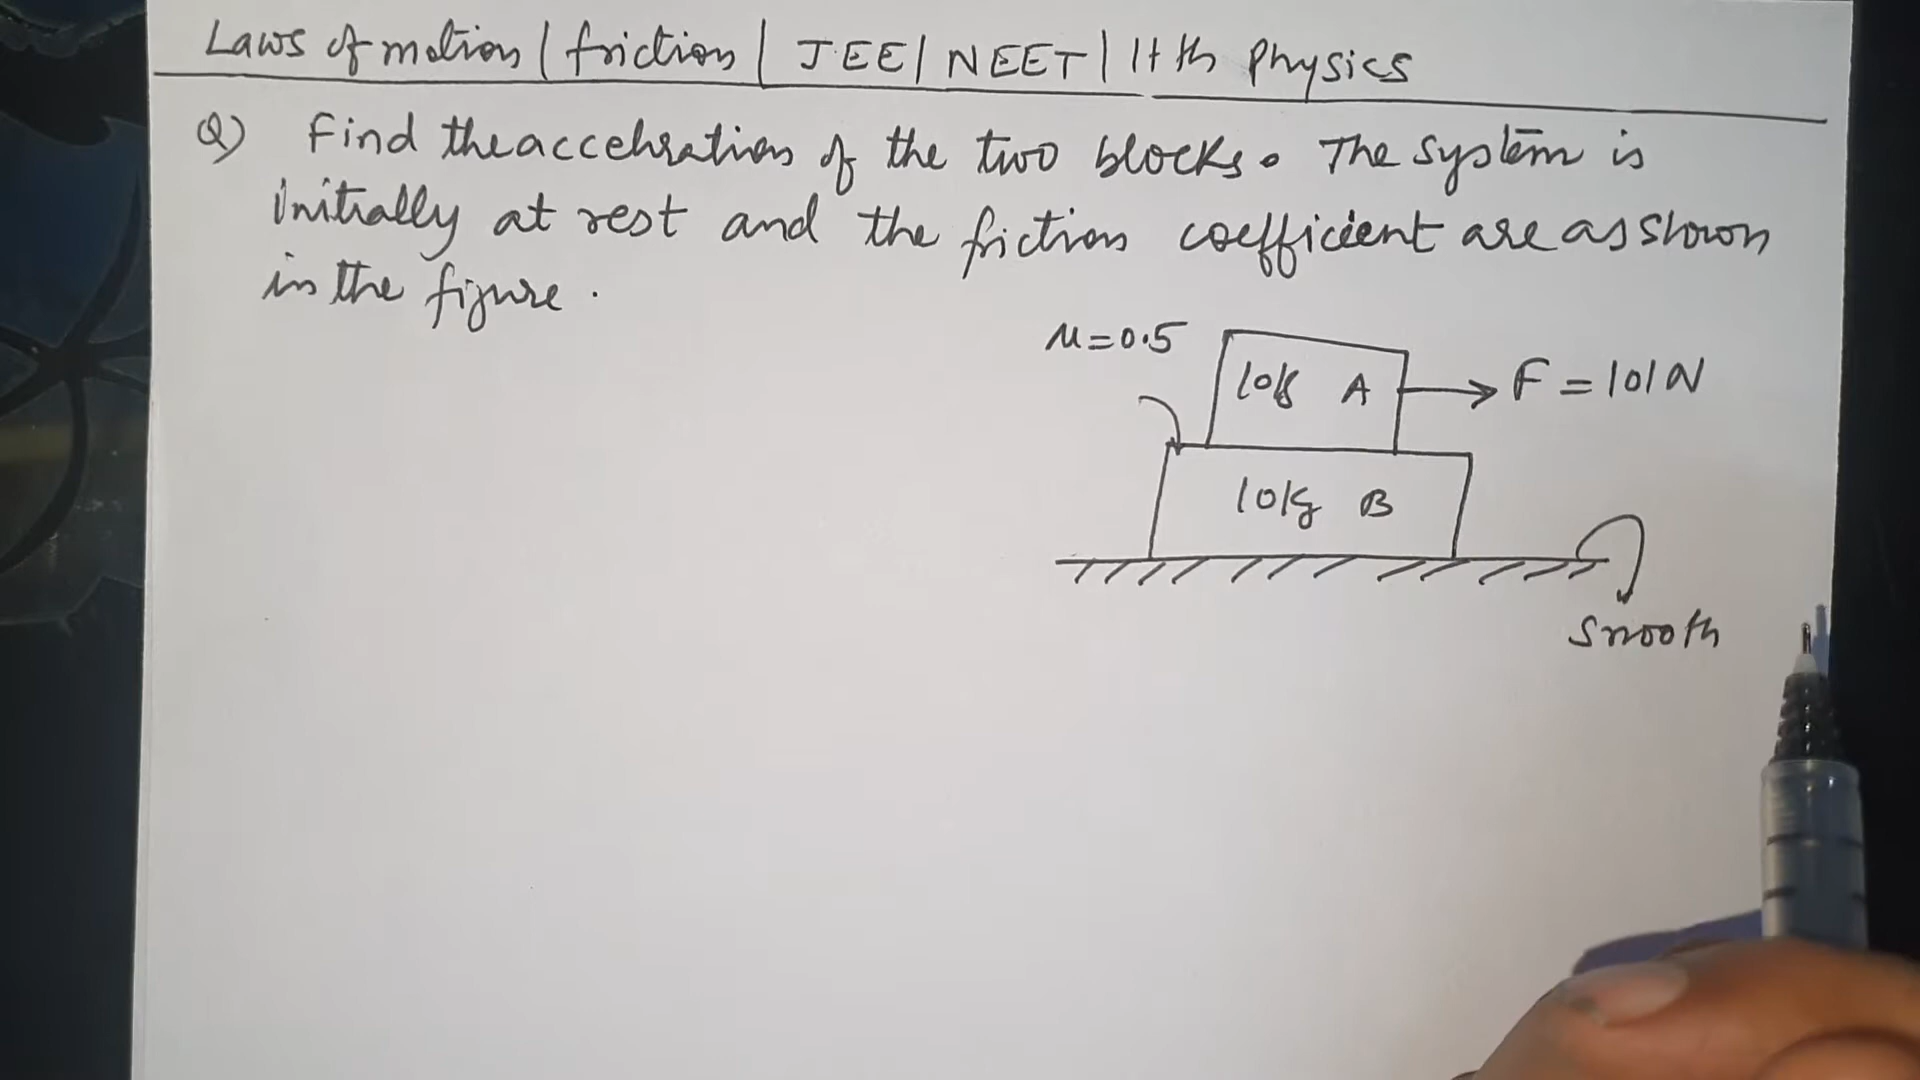 Laws of motion | friction | JEE | NEET | 11th Physics
Q) Find the accelration of the two blocks. The system is
initially at rest and the friction coefficient are as shown
in the figure.
M=0.5
10kg A
F = 101N
10kg B
Smooth